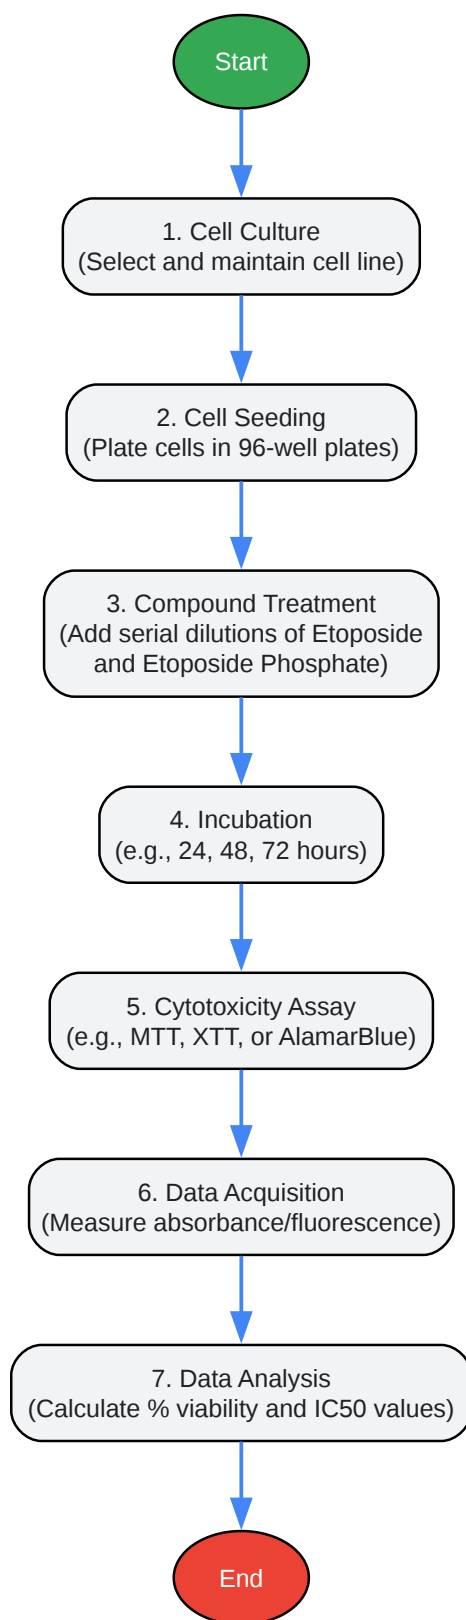 Start
1. Cell Culture
(Select and maintain cell line)
2. Cell Seeding
(Plate cells in 96-well plates)
3. Compound Treatment
(Add serial dilutions of Etoposide
and Etoposide Phosphate)
4. Incubation
(e.g., 24, 48, 72 hours)
5. Cytotoxicity Assay
(e.g., MTT, XTT, or AlamarBlue)
6. Data Acquisition
(Measure absorbance/fluorescence)
7. Data Analysis
(Calculate % viability and IC50 values)
End